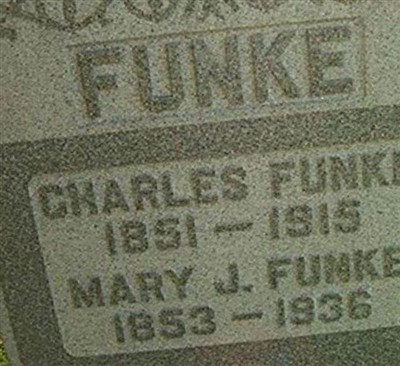 FUNKE
CHARLES FUNKE
1851 - 1915
MARY J. FUNKE
1853 - 1936